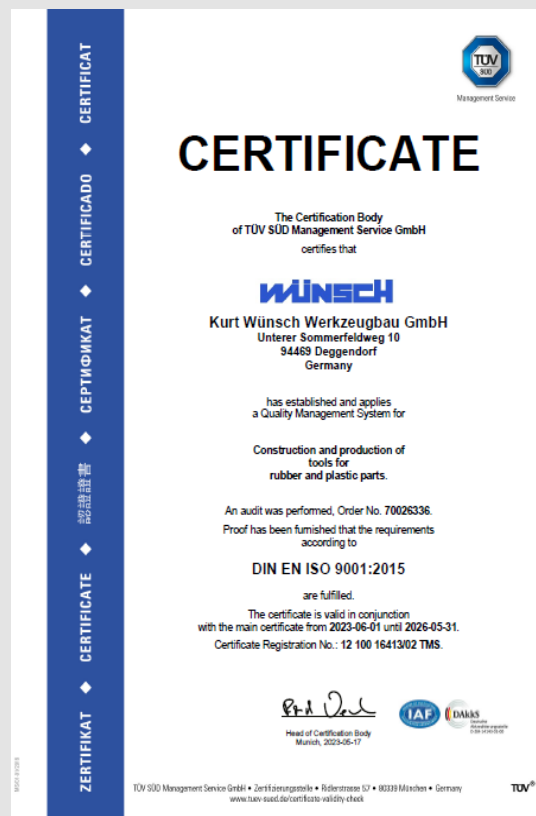 TÜV
SÜD
Management Service
CERTIFICATE
The Certification Body
of TÜV SÜD Management Service GmbH
certifies that
WÜNSCH
Kurt Wünsch Werkzeugbau GmbH
Unterer Sommerfeldweg 10
94469 Deggendorf
Germany
has established and applies
a Quality Management System for
Construction and production of
tools for
rubber and plastic parts.
An audit was performed, Order No. 70026336.
Proof has been furnished that the requirements
according to
DIN EN ISO 9001:2015
are fulfilled.
The certificate is valid in conjunction
with the main certificate from 2023-06-01 until 2026-05-31.
Certificate Registration No.: 12 100 16413/02 TMS.
Head of Certification Body
Munich, 2023-05-17
IAF
DAkkS
Deutsche
Akkreditierungsstelle
ZERTIFIKAT ◆ CERTIFICATE ◆ 認證證書 ◆ СЕРТИФИКАТ ◆ CERTIFICADO ◆ CERTIFICAT
TÜV SÜD Management Service GmbH • Zertifizierungsstelle • Ridlerstrasse 57 • 80339 München • Germany
www.tuev-sued.de/certificate-validity-check
TÜV®